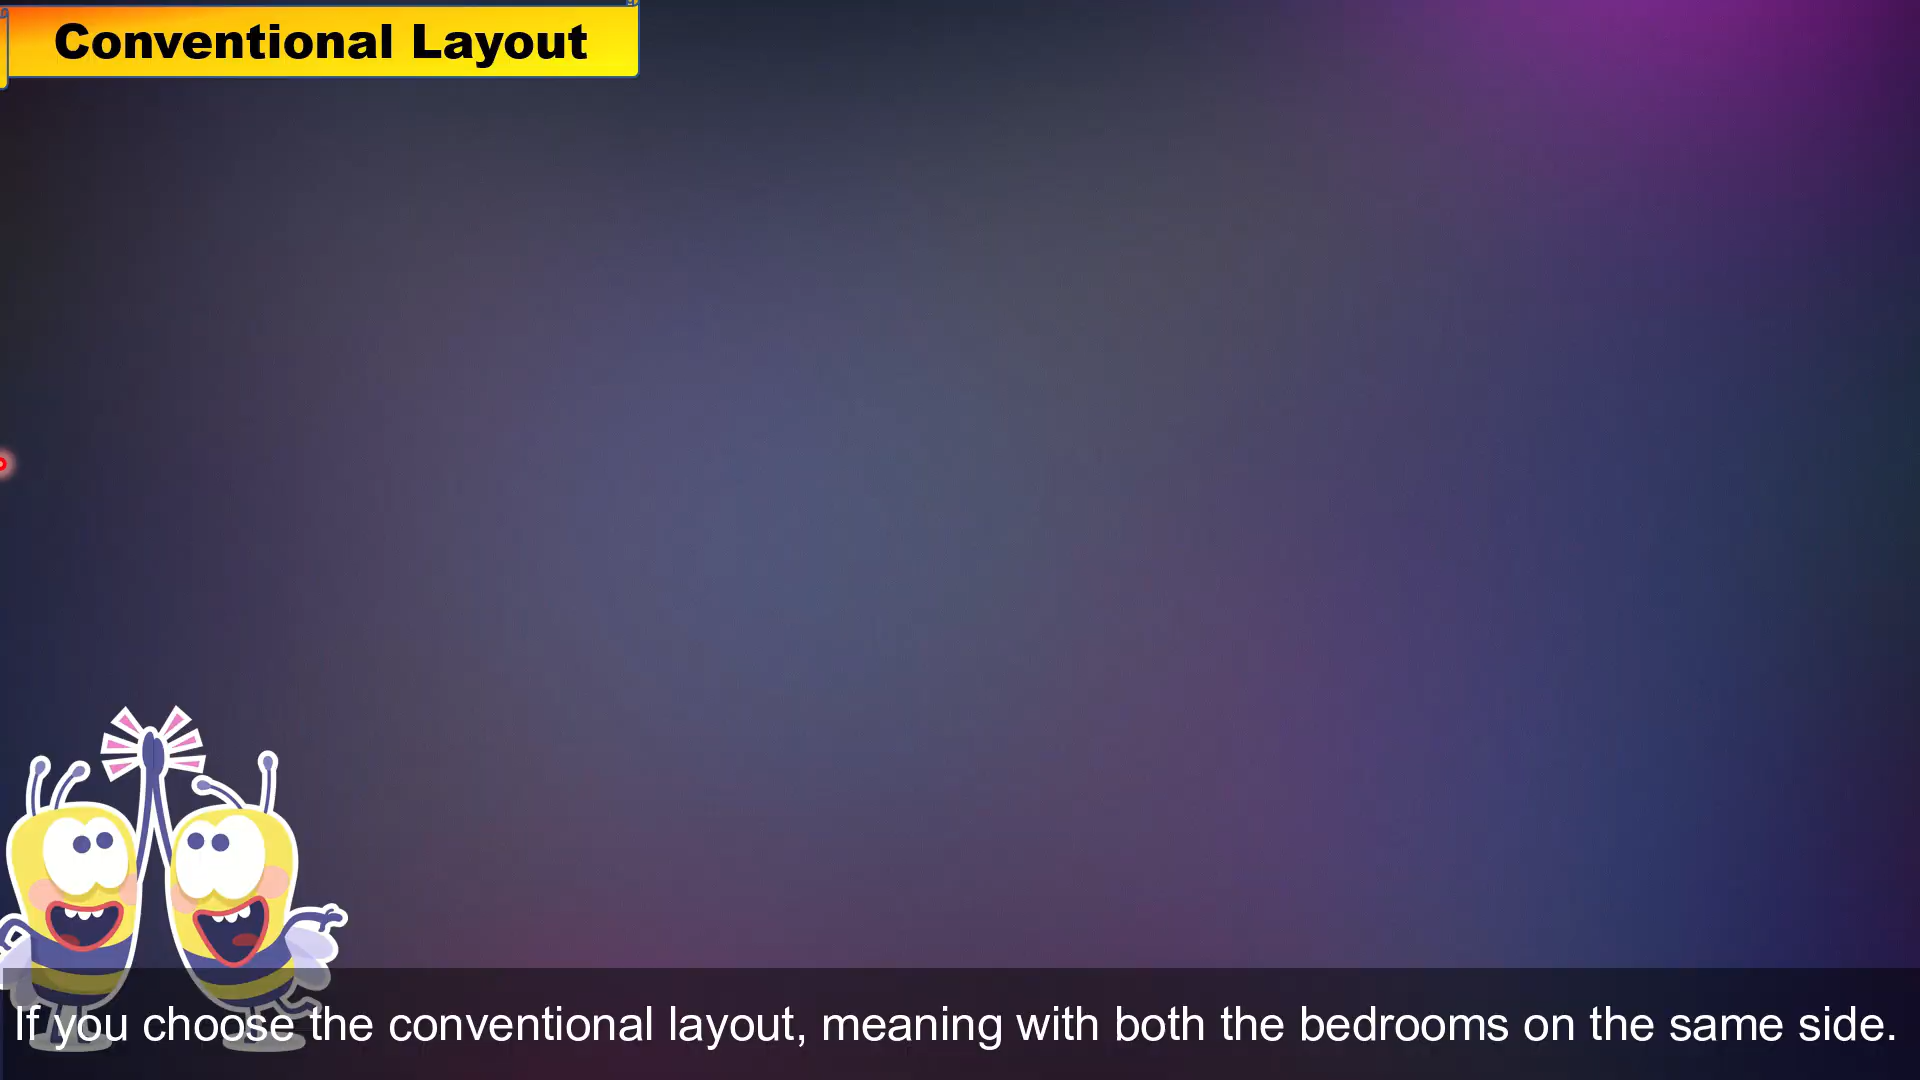 Conventional Layout
If you choose the conventional layout, meaning with both the bedrooms on the same side.